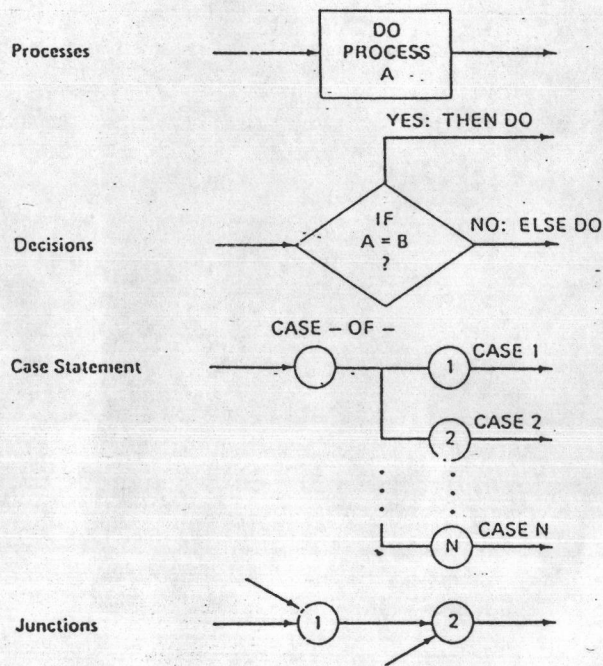 Processes
DO
PROCESS
A
YES: THEN DO
Decisions
IF
A = B
?
NO: ELSE DO
CASE – OF –
Case Statement
1
CASE 1
2
CASE 2
N
CASE N
Junctions
1
2